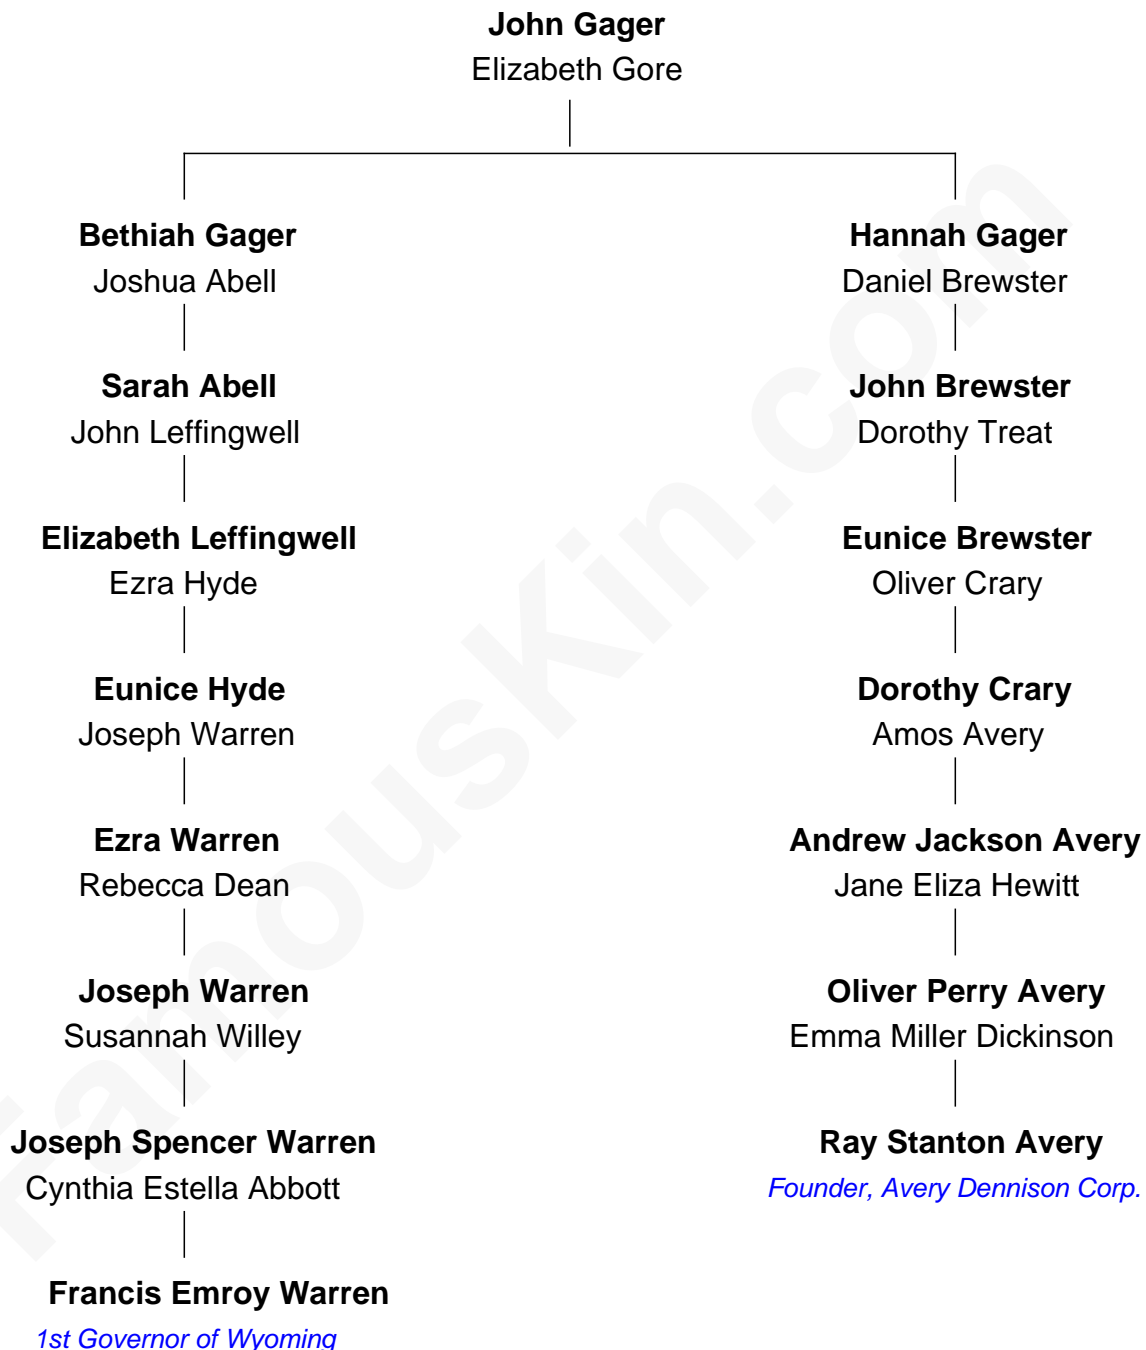 John Gager
Elizabeth Gore
Bethiah Gager
Joshua Abell
Sarah Abell
John Leffingwell
Elizabeth Leffingwell
Ezra Hyde
Eunice Hyde
Joseph Warren
Ezra Warren
Rebecca Dean
Joseph Warren
Susannah Willey
Joseph Spencer Warren
Cynthia Estella Abbott
Francis Emroy Warren
1st Governor of Wyoming
Hannah Gager
Daniel Brewster
John Brewster
Dorothy Treat
Eunice Brewster
Oliver Crary
Dorothy Crary
Amos Avery
Andrew Jackson Avery
Jane Eliza Hewitt
Oliver Perry Avery
Emma Miller Dickinson
Ray Stanton Avery
Founder, Avery Dennison Corp.
FamousKin.com